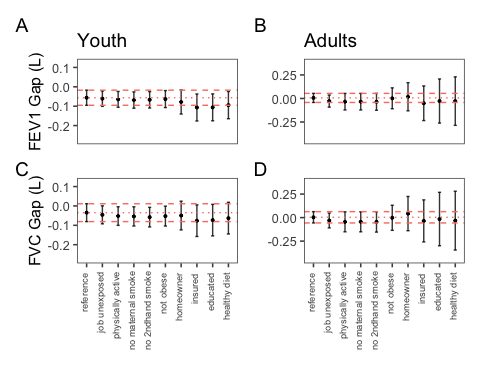 A
Youth
B
Adults
FEV1 Gap (L)
0.1
0.0
-0.1
-0.2
0.25
0.00
-0.25
C
D
FVC Gap (L)
0.1
0.0
-0.1
-0.2
0.25
0.00
-0.25
reference
job unexposed
physically active
no maternal smoke
no 2ndhand smoke
not obese
homeowner
insured
educated
healthy diet
reference
job unexposed
physically active
no maternal smoke
no 2ndhand smoke
not obese
homeowner
insured
educated
healthy diet